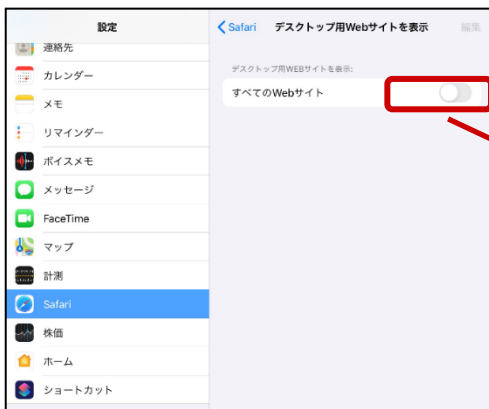 設定
連絡先
カレンダー
メモ
リマインダー
ボイスメモ
メッセージ
FaceTime
マップ
計測
Safari
株価
ホーム
ショートカット
Safari デスクトップ用Webサイトを表示 編集
デスクトップ用WEBサイトを表示:
すべてのWebサイト